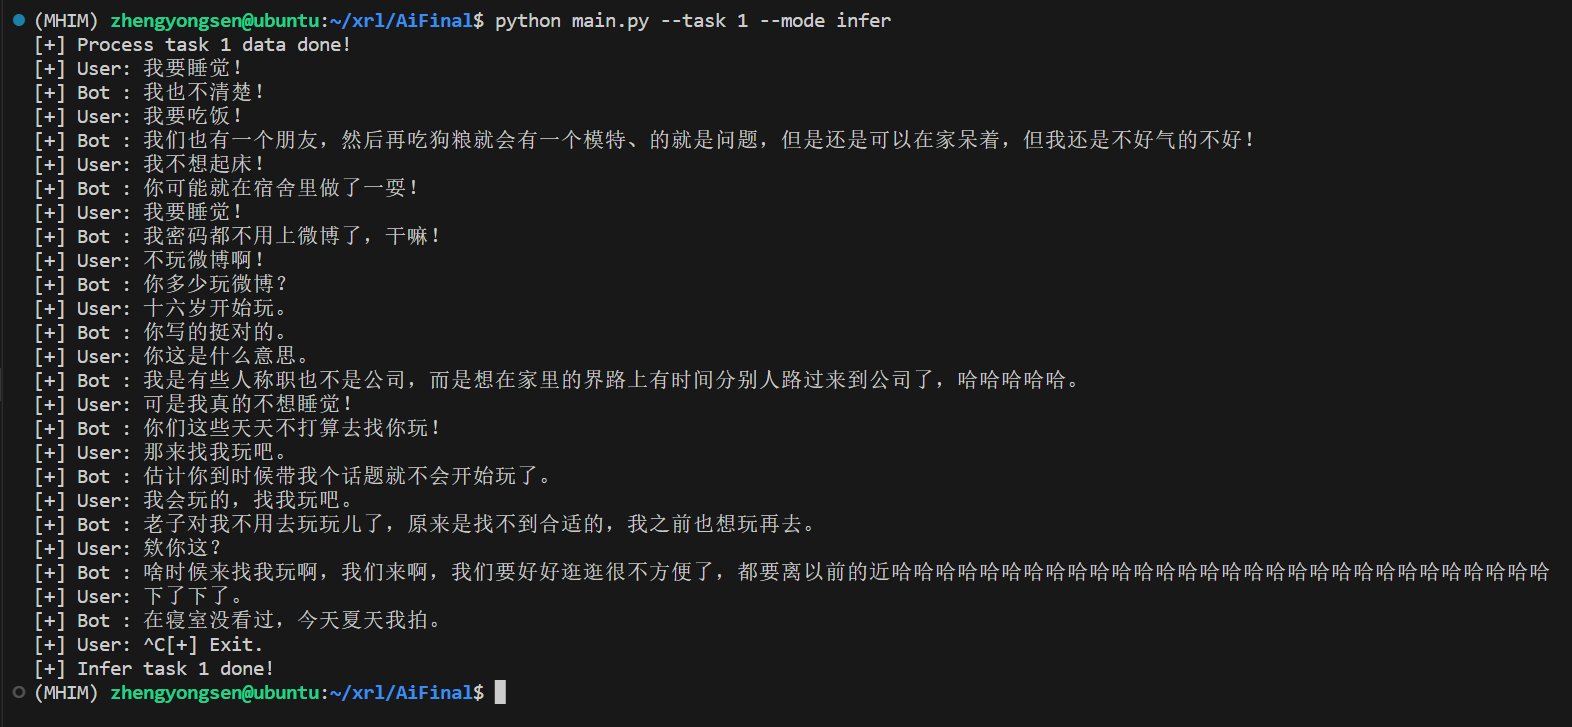 (MHIM) zhengyongsen@ubuntu:~/xrl/AiFinal$ python main.py --task 1 --mode infer
[+] Process task 1 data done!
[+] User: 我要睡觉!
[+] Bot : 我也不清楚!
[+] User: 我要吃饭!
[+] Bot : 我们也有一个朋友，然后再吃狗粮就会有一个模特、的就是问题，但是还是可以在家呆着，但我还是不好气的不好!
[+] User: 我不想起床!
[+] Bot : 你可能就在宿舍里做了一耍!
[+] User: 我要睡觉!
[+] Bot : 我密码都不用上微博了，干嘛!
[+] User: 不玩微博啊!
[+] Bot : 你多少玩微博?
[+] User: 十六岁开始玩。
[+] Bot : 你写的挺对的。
[+] User: 你这是什么意思。
[+] Bot : 我是有些人称职也不是公司，而是想在家里的界路上有时间分别人路过来到公司了，哈哈哈哈哈。
[+] User: 可是我真的不想睡觉!
[+] Bot : 你们这些天天不打算去找你玩!
[+] User: 那来找我玩吧。
[+] Bot : 估计你到时候带我个话题就不会开始玩了。
[+] User: 我会玩的，找我玩吧。
[+] Bot : 老子对我不用去玩玩儿了，原来是找不到合适的，我之前也想玩再去。
[+] User: 欸你这?
[+] Bot : 啥时候来找我玩啊，我们来啊，我们要好好逛逛很不方便了，都要离以前的近哈哈哈哈哈哈哈哈哈哈哈哈哈哈哈哈哈哈哈哈哈哈哈哈哈哈哈哈哈哈
[+] User: 下了下了。
[+] Bot : 在寝室没看过，今天夏天我拍。
[+] User: ^C[+] Exit.
[+] Infer task 1 done!
(MHIM) zhengyongsen@ubuntu:~/xrl/AiFinal$